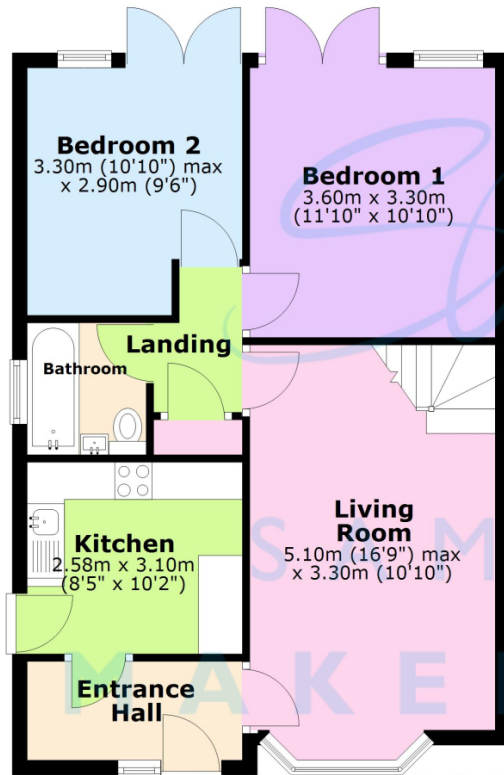 Bedroom 2
3.30m (10'10") max
x 2.90m (9'6")
Bedroom 1
3.60m x 3.30m
(11'10" x 10'10")
Landing
Bathroom
Living
Room
5.10m (16'9") max
x 3.30m (10'10")
Kitchen
2.58m x 3.10m
(8'5" x 10'2")
Entrance
Hall
SAM
MAKE